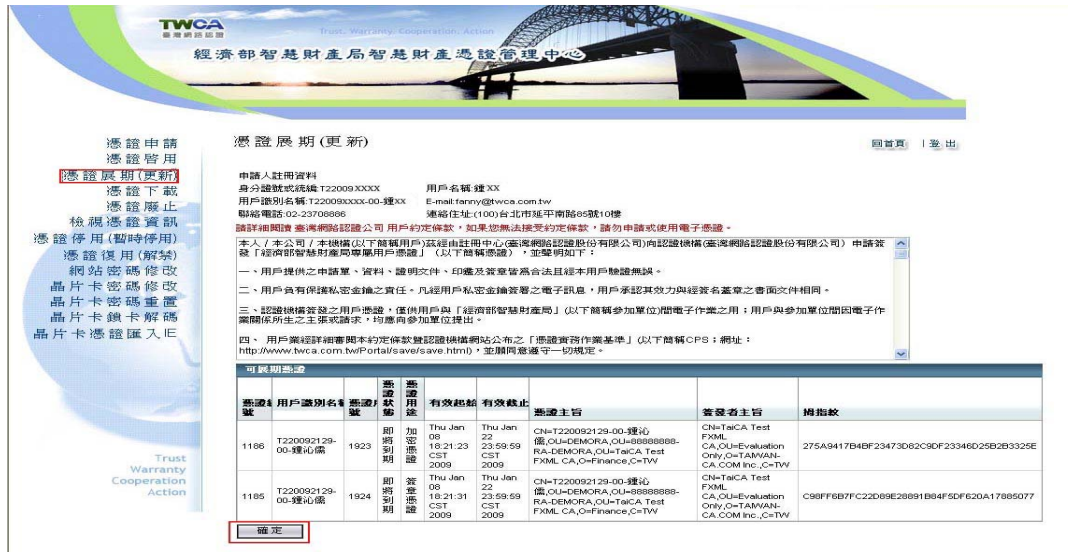 TWCA
臺灣網路認證
Trust. Warranty. Cooperation. Action
經濟部智慧財產局智慧財產憑證管理中心
憑證申請
憑證啓用
憑證展期(更新)
憑證下載
憑證廢止
檢視憑證資訊
憑證停用(暫時停用)
憑證復用(解禁)
網站密碼修改
晶片卡密碼修改
晶片卡密碼重置
晶片卡鎖卡解碼
晶片卡憑證匯入IE
Trust
Warranty
Cooperation
Action
憑證展期(更新)
回首頁 | 登出
申請人註冊資料
身分證號或統編:T22009XXXX 用戶名稱:鍾XX
用戶識別名稱:T22009XXXX-00-鍾XX E-mail:fanny@twca.com.tw
聯絡電話:02-23708886 連絡住址:(100)台北市延平南路85號10樓
請詳細閱讀 臺灣網路認證公司 用戶約定條款，如果您無法接受約定條款，請勿申請或使用電子憑證。
本人 / 本公司 / 本機構(以下簡稱用戶)茲經由註冊中心(臺灣網路認證股份有限公司)向認證機構(臺灣網路認證股份有限公司) 申請簽
發「經濟部智慧財產局專屬用戶憑證」（以下簡稱憑證），並聲明如下：
一、用戶提供之申請單、資料、證明文件、印鑑及簽章皆為合法且經本用戶驗證無誤。
二、用戶負有保護私密金鑰之責任。凡經用戶私密金鑰簽署之電子訊息，用戶承認其效力與經簽名蓋章之書面文件相同。
三、認證機構簽發之用戶憑證，僅供用戶與「經濟部智慧財產局」(以下簡稱參加單位)間電子作業之用；用戶與參加單位間因電子作
業關係所生之主張或請求，均應向參加單位提出。
四、 用戶業經詳細審閱本約定條款暨認證機構網站公布之「憑證實務作業基準」(以下簡稱CPS；網址：
http://www.twca.com.tw/Portal/save/save.html)，並願同意遵守一切規定。
可展期憑證
憑證 號 用戶識別名 憑證 號 憑證狀態 憑證用途 有效起始 有效截止 憑證主旨 簽發者主旨 拇指紋
1186 T220092129-00-鍾沁儒 1923 即將到期 加密憑證 Thu Jan 08 18:21:23 CST 2009 Thu Jan 22 23:59:59 CST 2009 CN=T220092129-00-鍾沁儒,OU=DEMORA,OU=88888888-RA-DEMORA,OU=TaiCA Test FXML CA,O=Finance,C=TW CN=TaiCA Test FXML CA,OU=Evaluation Only,O=TAIWAN-CA.COM Inc.,C=TW 275A9417B4BF23473D82C9DF23346D25B2B3325E
1185 T220092129-00-鍾沁儒 1924 即將到期 簽章憑證 Thu Jan 08 18:21:31 CST 2009 Thu Jan 22 23:59:59 CST 2009 CN=T220092129-00-鍾沁儒,OU=DEMORA,OU=88888888-RA-DEMORA,OU=TaiCA Test FXML CA,O=Finance,C=TW CN=TaiCA Test FXML CA,OU=Evaluation Only,O=TAIWAN-CA.COM Inc.,C=TW C98FF6B7FC22D89E28891B84F5DF620A17885077
確定